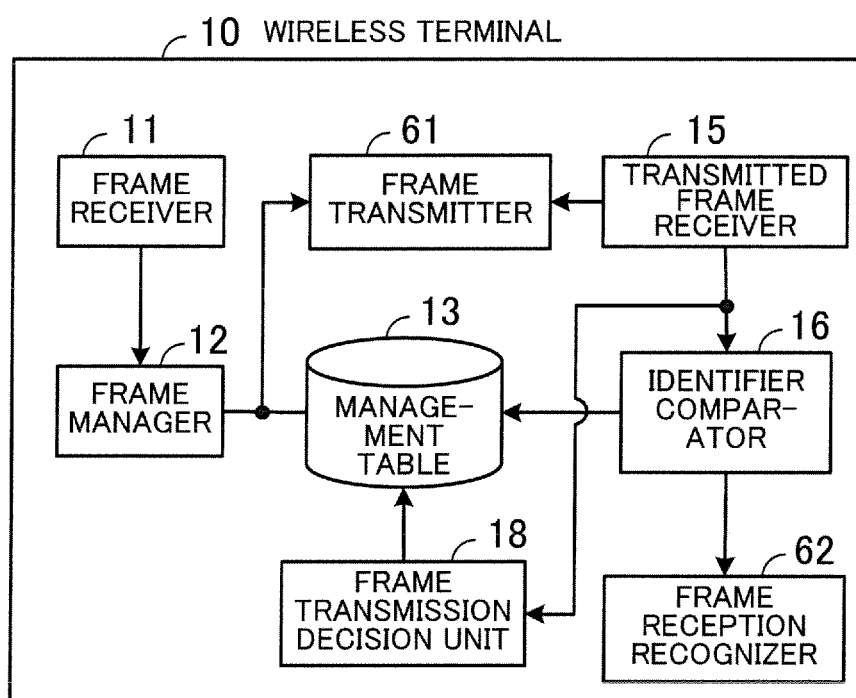 10 WIRELESS TERMINAL
11
FRAME
RECEIVER
61
FRAME
TRANSMITTER
15
TRANSMITTED
FRAME
RECEIVER
12
FRAME
MANAGER
13
MANAGE-
MENT
TABLE
16
IDENTIFIER
COMPAR-
ATOR
18
FRAME
TRANSMISSION
DECISION UNIT
62
FRAME
RECEPTION
RECOGNIZER